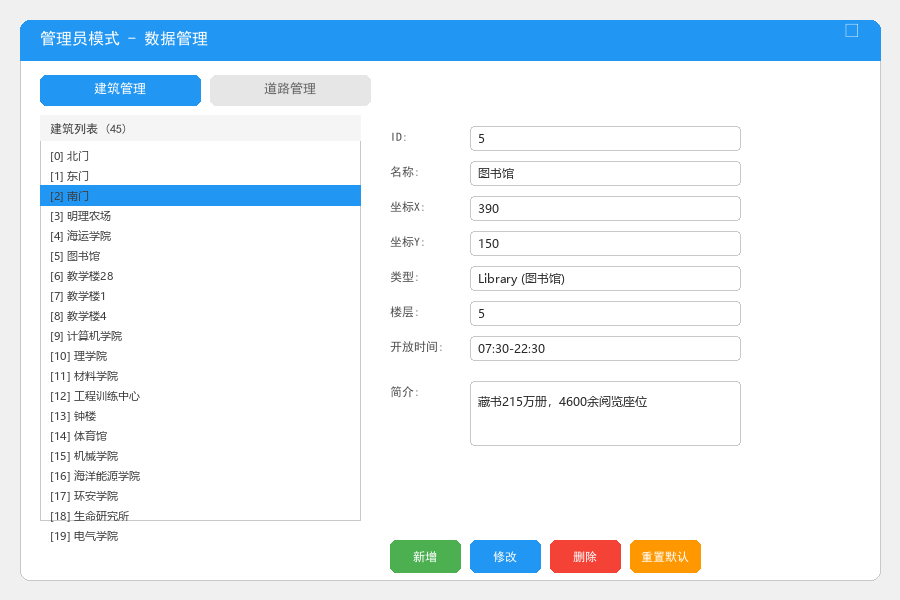 管理员模式 - 数据管理
建筑管理
道路管理
建筑列表 (45)
[0] 北门
[1] 东门
[2] 南门
[3] 明理农场
[4] 海运学院
[5] 图书馆
[6] 教学楼28
[7] 教学楼1
[8] 教学楼4
[9] 计算机学院
[10] 理学院
[11] 材料学院
[12] 工程训练中心
[13] 钟楼
[14] 体育馆
[15] 机械学院
[16] 海洋能源学院
[17] 环安学院
[18] 生命研究所
[19] 电气学院
ID: 5
名称: 图书馆
坐标X: 390
坐标Y: 150
类型: Library (图书馆)
楼层: 5
开放时间: 07:30-22:30
简介: 藏书215万册，4600余阅览座位
新增
修改
删除
重置默认